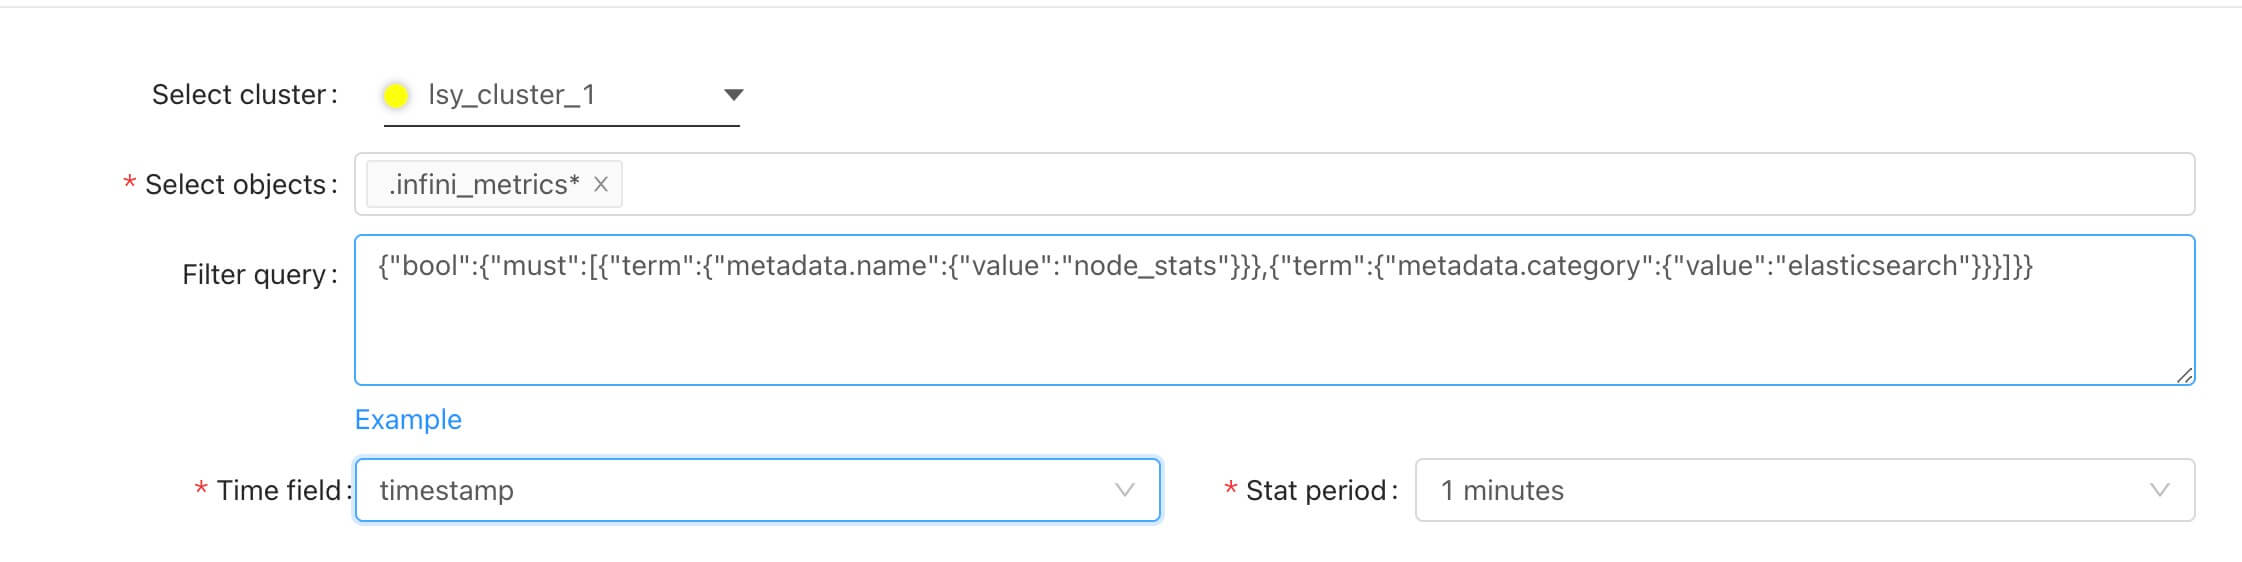 Select cluster: lsy_cluster_1
* Select objects: .infini_metrics* ×
Filter query: {"bool":{"must":[{"term":{"metadata.name":{"value":"node_stats"}}},{"term":{"metadata.category":{"value":"elasticsearch"}}}]}}
Example
* Time field: timestamp * Stat period: 1 minutes